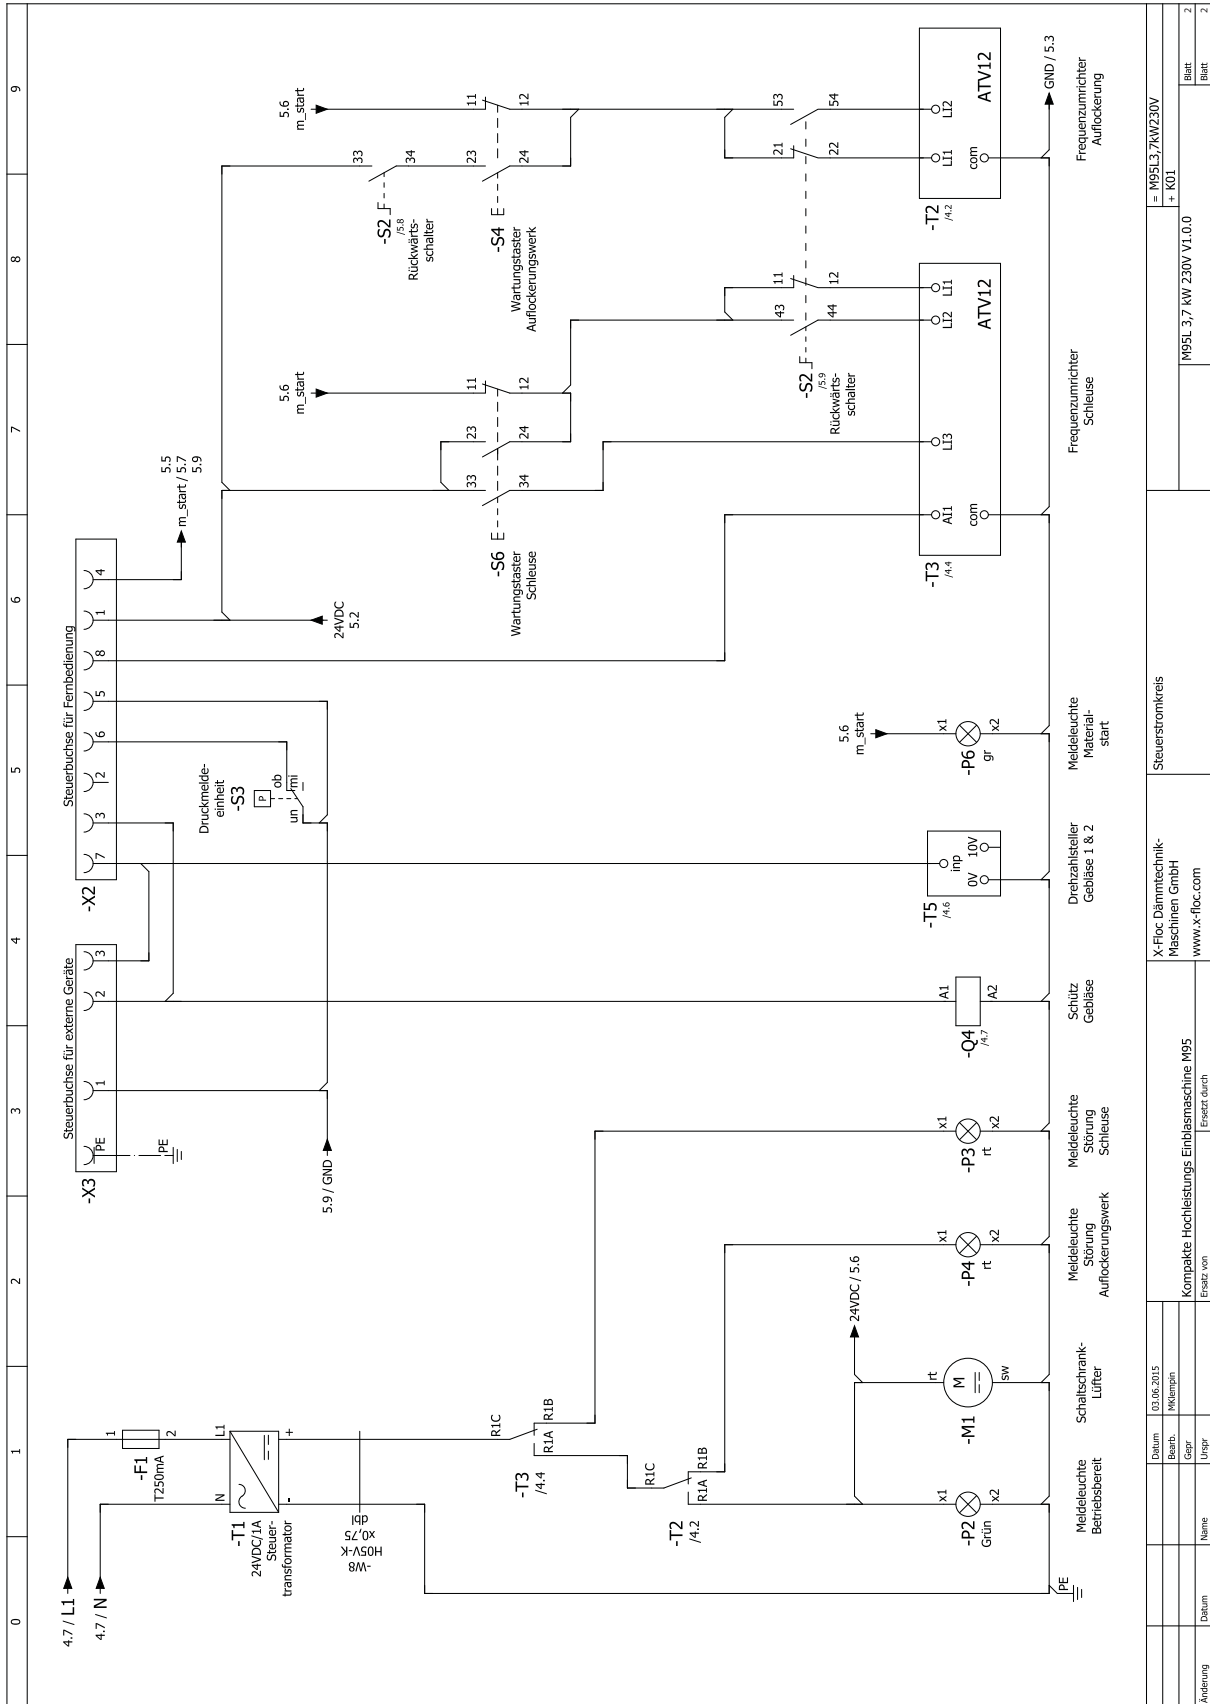 0 1 2 3 4 5 6 7 8 9
4.7 / L1
4.7 / N
-F1
T250mA
1
2
N
L1
-T1
24VDC/1A
Steuer-
transformator
-
+
-W8
H05V-K
x0,75
dbl
-T3
/4.4
R1C
R1A
R1B
-T2
/4.2
R1C
R1A
R1B
24VDC / 5.6
-P2
Grün
x1
x2
PE
Meldeleuchte
Betriebsbereit
-M1
M
rt
sw
Schaltschrank-
Lüfter
-P4
rt
x1
x2
Meldeleuchte
Störung
Auflockerungswerk
-P3
rt
x1
x2
Meldeleuchte
Störung
Schleuse
-X3
Steuerbuchse für externe Geräte
PE
1
2
3
PE
5.9 / GND
-Q4
/4.7
A1
A2
Schütz
Gebläse
-X2
Steuerbuchse für Fernbedienung
7
3
2
6
5
8
1
4
Druckmelde-
einheit
-S3
P
un
ob
mi
-T5
/4.6
inp
0V
10V
Drehzahlsteller
Gebläse 1 & 2
5.6
m_start
-P6
gr
x1
x2
Meldeleuchte
Material-
start
24VDC
5.2
5.5
m_start / 5.7
5.9
-S6
Wartungstaster
Schleuse
33
34
23
24
11
12
5.6
m_start
-S2
/5.9
Rückwärts-
schalter
43
44
11
12
21
22
53
54
-T3
/4.4
AI1
com
LI3
LI2
LI1
ATV12
Frequenzumrichter
Schleuse
-S2
/5.8
Rückwärts-
schalter
33
34
-S4
Wartungstaster
Auflockerungswerk
23
24
11
12
5.6
m_start
-T2
/4.2
com
LI1
LI2
ATV12
GND / 5.3
Frequenzumrichter
Auflockerung
Änderung
Datum
Name
Datum
03.06.2015
Bearb.
MKlempin
Gepr
Urspr
Kompakte Hochleistungs Einblasmaschine M95
Ersatz von
Ersetzt durch
X-Floc Dämmtechnik-
Maschinen GmbH
www.x-floc.com
Steuerstromkreis
M95L 3,7 kW 230V V1.0.0
= M95L3,7kW230V
+ K01
Blatt 2
Blatt 2